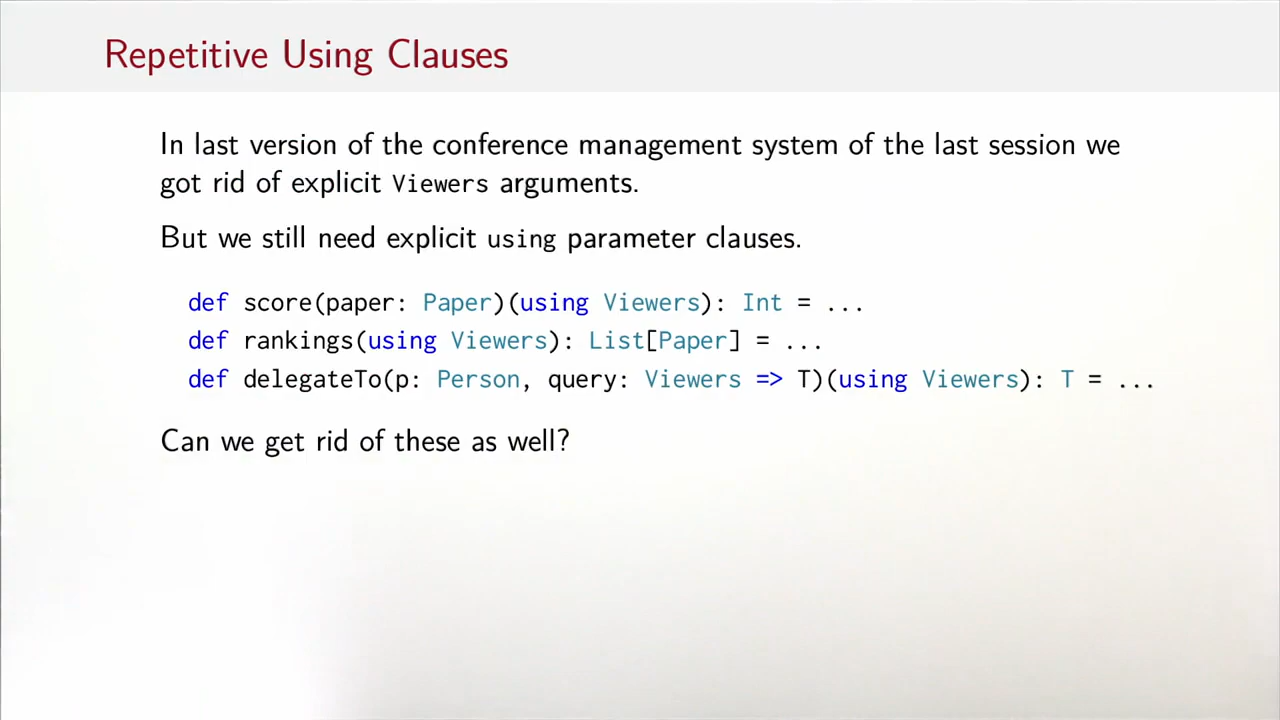 Repetitive Using Clauses
In last version of the conference management system of the last session we
got rid of explicit Viewers arguments.
But we still need explicit using parameter clauses.
def score(paper: Paper)(using Viewers): Int = ...
def rankings(using Viewers): List[Paper] = ...
def delegateTo(p: Person, query: Viewers => T)(using Viewers): T = ...
Can we get rid of these as well?